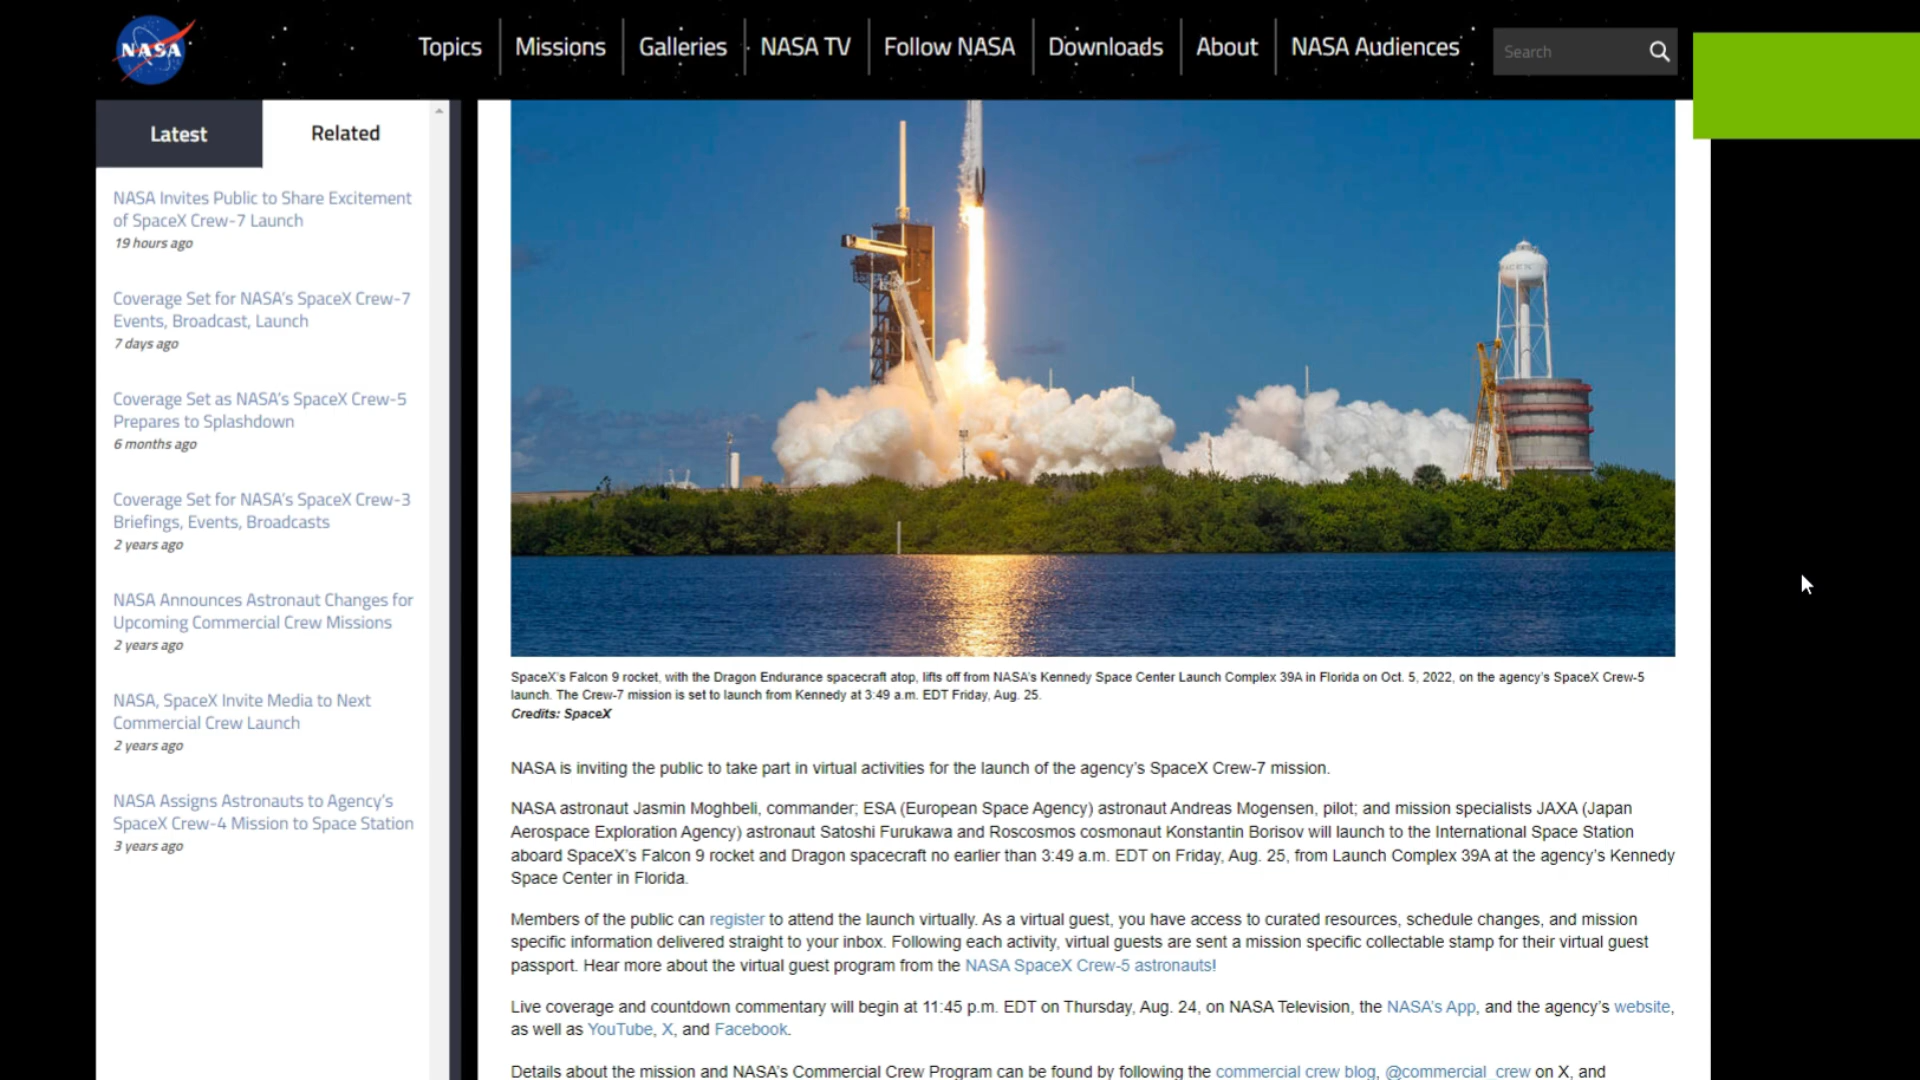 NASA
Topics
Missions
Galleries
NASA TV
Follow NASA
Downloads
About
NASA Audiences
Search
Latest
Related
NASA Invites Public to Share Excitement
of SpaceX Crew-7 Launch
19 hours ago
Coverage Set for NASA's SpaceX Crew-7
Events, Broadcast, Launch
7 days ago
Coverage Set as NASA's SpaceX Crew-5
Prepares to Splashdown
6 months ago
Coverage Set for NASA's SpaceX Crew-3
Briefings, Events, Broadcasts
2 years ago
NASA Announces Astronaut Changes for
Upcoming Commercial Crew Missions
2 years ago
NASA, SpaceX Invite Media to Next
Commercial Crew Launch
2 years ago
NASA Assigns Astronauts to Agency's
SpaceX Crew-4 Mission to Space Station
3 years ago
SpaceX's Falcon 9 rocket, with the Dragon Endurance spacecraft atop, lifts off from NASA's Kennedy Space Center Launch Complex 39A in Florida on Oct. 5, 2022, on the agency's SpaceX Crew-5
launch. The Crew-7 mission is set to launch from Kennedy at 3:49 a.m. EDT Friday, Aug. 25.
Credits: SpaceX
NASA is inviting the public to take part in virtual activities for the launch of the agency's SpaceX Crew-7 mission.
NASA astronaut Jasmin Moghbeli, commander; ESA (European Space Agency) astronaut Andreas Mogensen, pilot; and mission specialists JAXA (Japan
Aerospace Exploration Agency) astronaut Satoshi Furukawa and Roscosmos cosmonaut Konstantin Borisov will launch to the International Space Station
aboard SpaceX's Falcon 9 rocket and Dragon spacecraft no earlier than 3:49 a.m. EDT on Friday, Aug. 25, from Launch Complex 39A at the agency's Kennedy
Space Center in Florida.
Members of the public can register to attend the launch virtually. As a virtual guest, you have access to curated resources, schedule changes, and mission
specific information delivered straight to your inbox. Following each activity, virtual guests are sent a mission specific collectable stamp for their virtual guest
passport. Hear more about the virtual guest program from the NASA SpaceX Crew-5 astronauts!
Live coverage and countdown commentary will begin at 11:45 p.m. EDT on Thursday, Aug. 24, on NASA Television, the NASA's App, and the agency's website,
as well as YouTube, X, and Facebook.
Details about the mission and NASA's Commercial Crew Program can be found by following the commercial crew blog, @commercial_crew on X, and